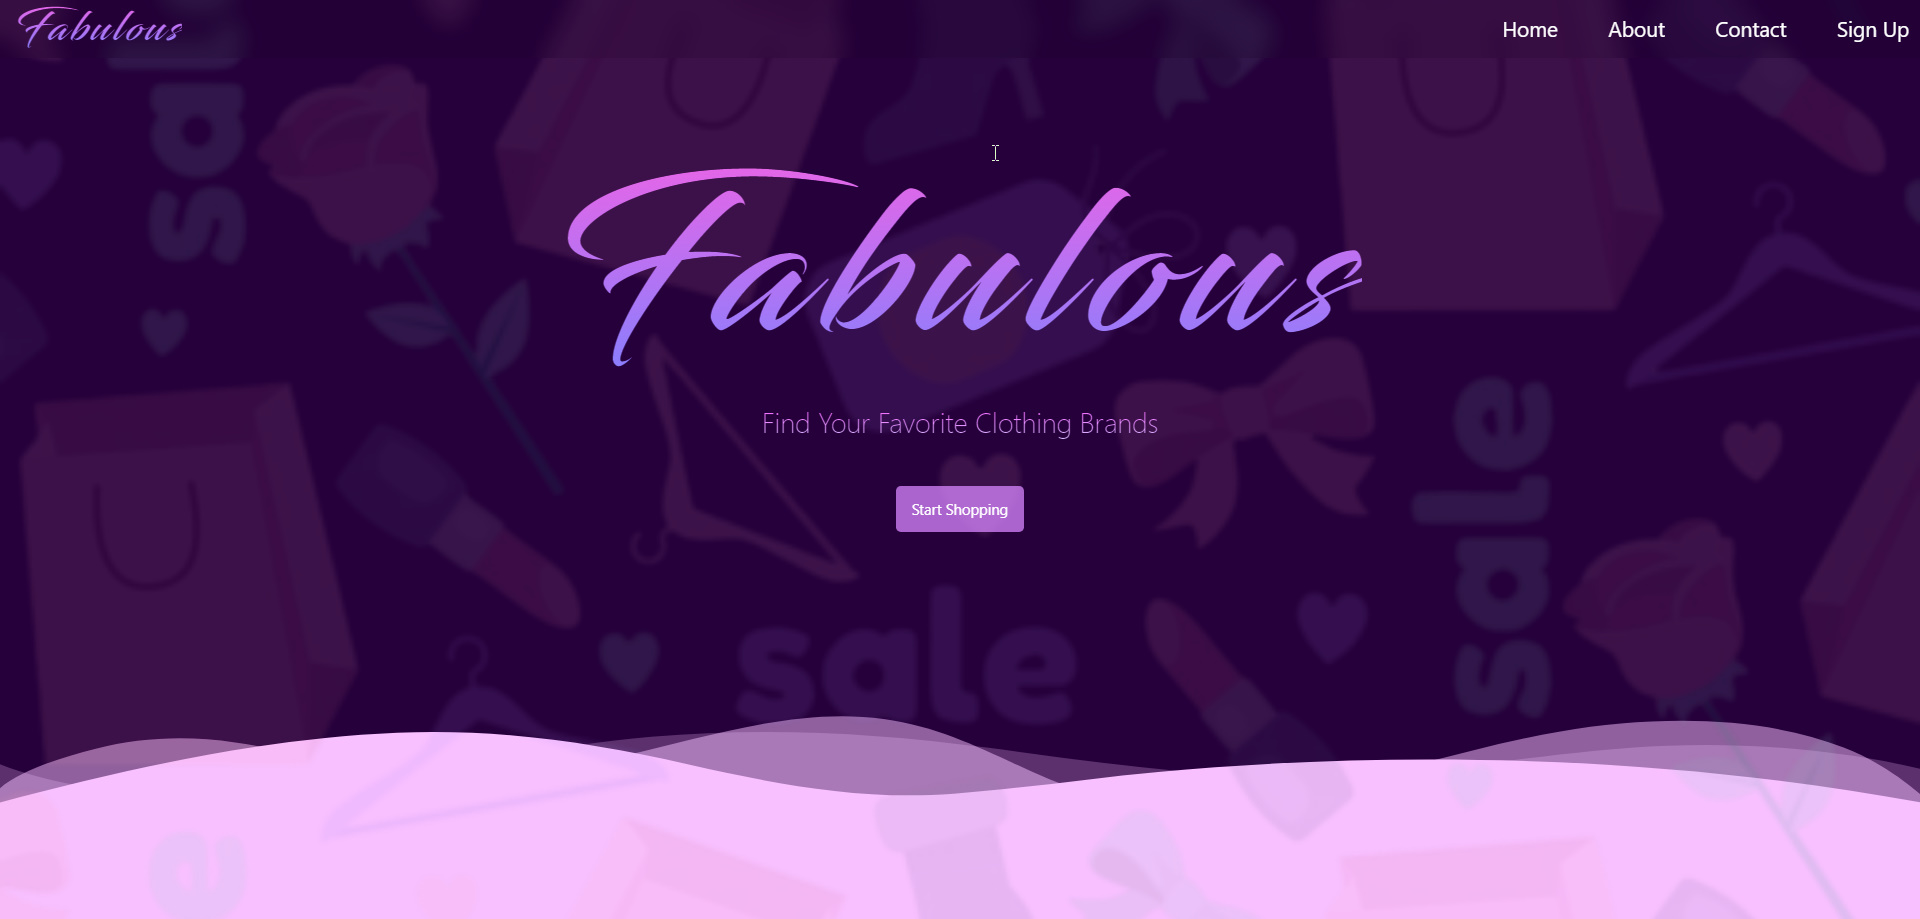 Fabulous
Home About Contact Sign Up
sale
Fabulous
Find Your Favorite Clothing Brands
Start Shopping
sale
sale
e